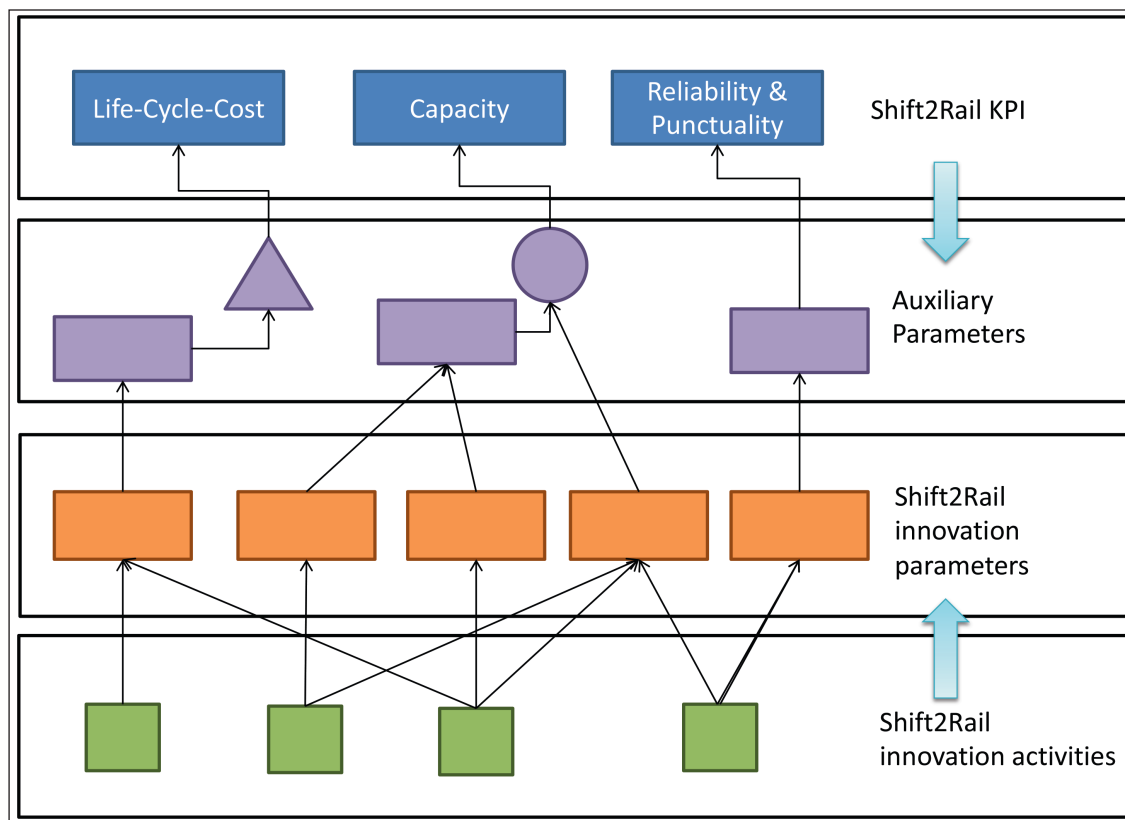 Life-Cycle-Cost
Capacity
Reliability &
Punctuality
Shift2Rail KPI
Auxiliary
Parameters
Shift2Rail
innovation
parameters
Shift2Rail
innovation activities